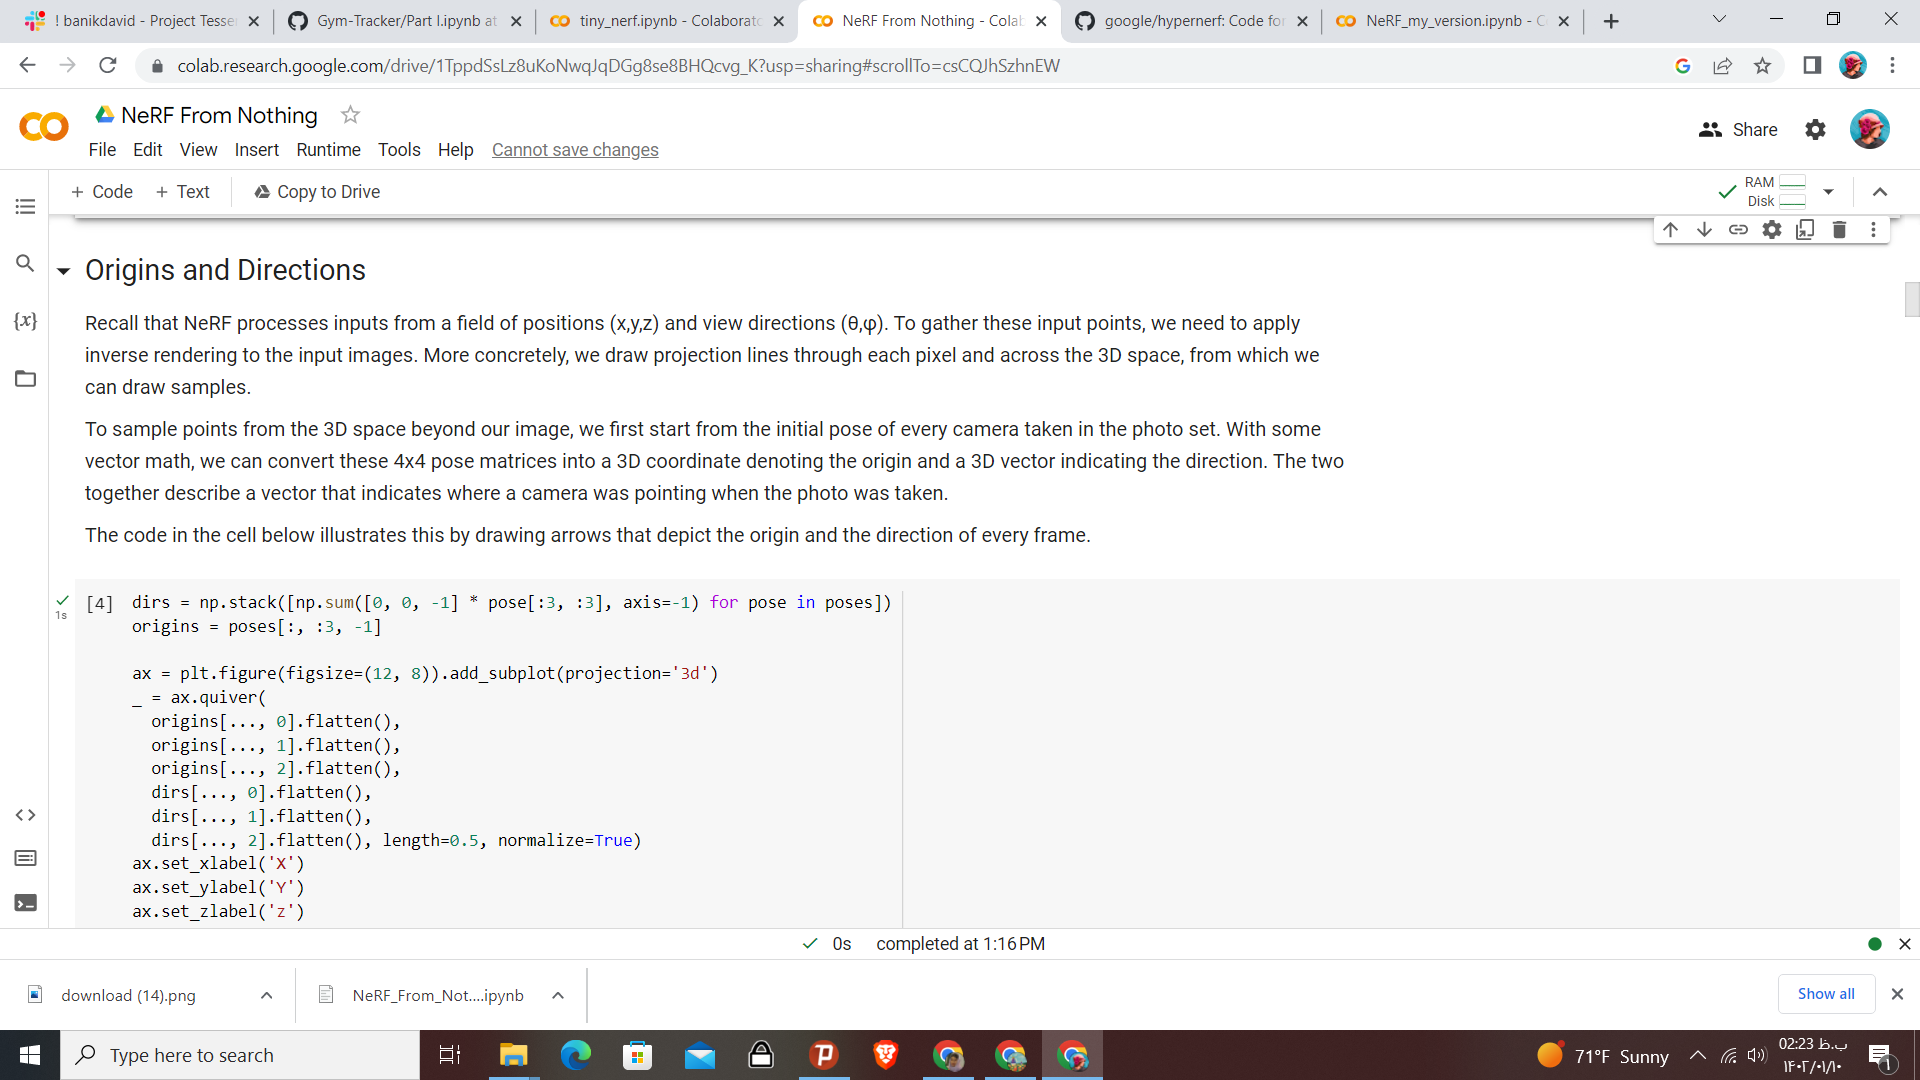 ! banikdavid - Project Tesse
Gym-Tracker/Part I.ipynb at
tiny_nerf.ipynb - Colaborato
NeRF From Nothing - Colab
google/hypernerf: Code for
NeRF_my_version.ipynb - C
colab.research.google.com/drive/1TppdSsLz8uKoNwqJqDGg8se8BHQcvg_K?usp=sharing#scrollTo=csCQJhSzhnEW
NeRF From Nothing
Share
File Edit View Insert Runtime Tools Help Cannot save changes
+ Code + Text Copy to Drive
RAM
Disk
Origins and Directions
Recall that NeRF processes inputs from a field of positions (x,y,z) and view directions (θ,φ). To gather these input points, we need to apply
inverse rendering to the input images. More concretely, we draw projection lines through each pixel and across the 3D space, from which we
can draw samples.
To sample points from the 3D space beyond our image, we first start from the initial pose of every camera taken in the photo set. With some
vector math, we can convert these 4x4 pose matrices into a 3D coordinate denoting the origin and a 3D vector indicating the direction. The two
together describe a vector that indicates where a camera was pointing when the photo was taken.
The code in the cell below illustrates this by drawing arrows that depict the origin and the direction of every frame.
1s
[4] dirs = np.stack([np.sum([0, 0, -1] * pose[:3, :3], axis=-1) for pose in poses])
origins = poses[:, :3, -1]
ax = plt.figure(figsize=(12, 8)).add_subplot(projection='3d')
_ = ax.quiver(
origins[..., 0].flatten(),
origins[..., 1].flatten(),
origins[..., 2].flatten(),
dirs[..., 0].flatten(),
dirs[..., 1].flatten(),
dirs[..., 2].flatten(), length=0.5, normalize=True)
ax.set_xlabel('X')
ax.set_ylabel('Y')
ax.set_zlabel('z')
0s completed at 1:16 PM
download (14).png
NeRF_From_Not....ipynb
Show all
Type here to search
71°F Sunny
02:23 ب.ظ
۱۴۰۲/۰۱/۱۰
۱